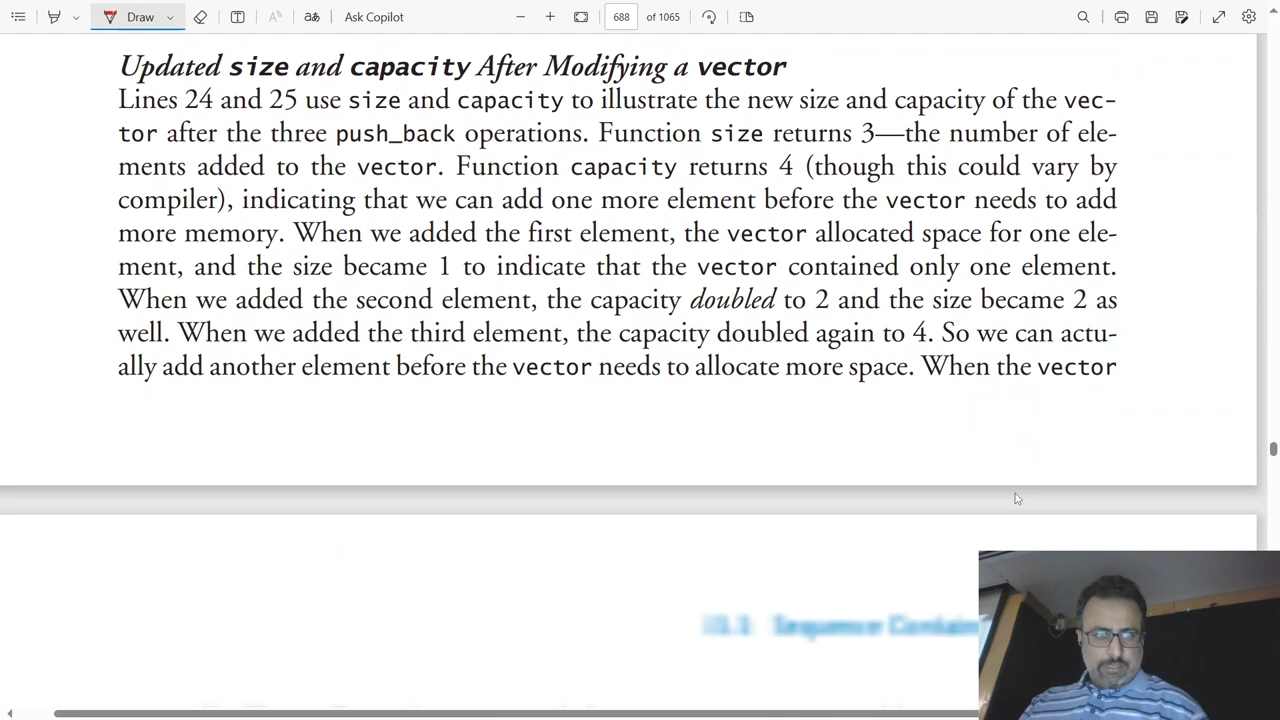 Draw
Ask Copilot
688 of 1065
Updated size and capacity After Modifying a vector
Lines 24 and 25 use size and capacity to illustrate the new size and capacity of the vec-
tor after the three push_back operations. Function size returns 3—the number of ele-
ments added to the vector. Function capacity returns 4 (though this could vary by
compiler), indicating that we can add one more element before the vector needs to add
more memory. When we added the first element, the vector allocated space for one ele-
ment, and the size became 1 to indicate that the vector contained only one element.
When we added the second element, the capacity doubled to 2 and the size became 2 as
well. When we added the third element, the capacity doubled again to 4. So we can actu-
ally add another element before the vector needs to allocate more space. When the vector
Sequence